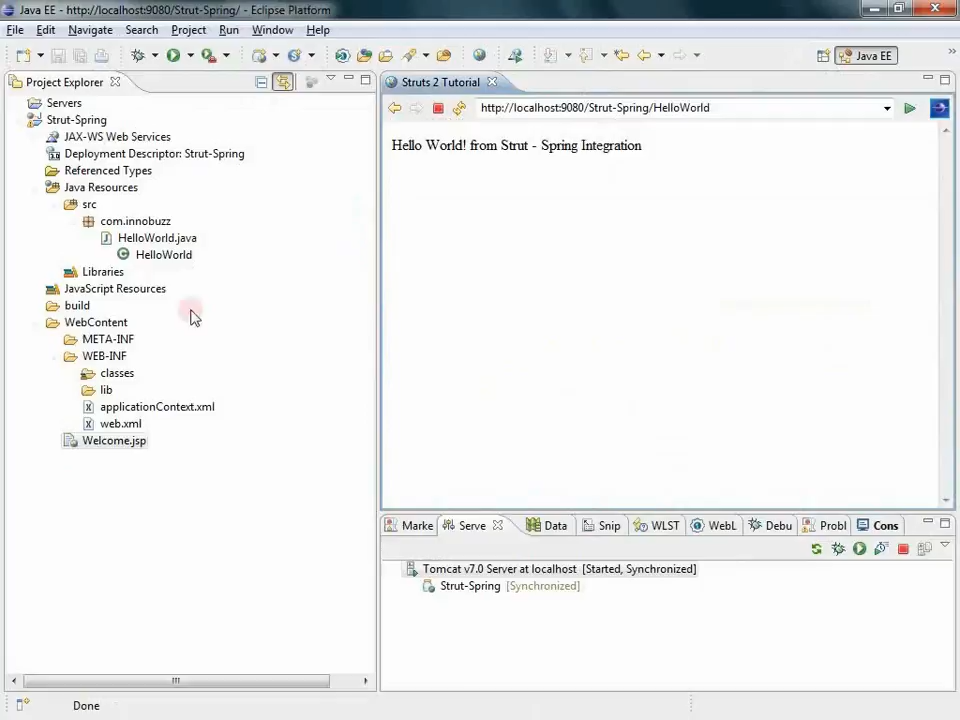 Java EE - http://localhost:9080/Strut-Spring/ - Eclipse Platform
File Edit Navigate Search Project Run Window Help
Java EE
Project Explorer
Servers
Strut-Spring
JAX-WS Web Services
Deployment Descriptor: Strut-Spring
Referenced Types
Java Resources
src
com.innobuzz
HelloWorld.java
HelloWorld
Libraries
JavaScript Resources
build
WebContent
META-INF
WEB-INF
classes
lib
applicationContext.xml
web.xml
Welcome.jsp
Struts 2 Tutorial
http://localhost:9080/Strut-Spring/HelloWorld
Hello World! from Strut - Spring Integration
Marke Serve Data Snip WLST WebL Debu Probl Cons
Tomcat v7.0 Server at localhost [Started, Synchronized]
Strut-Spring [Synchronized]
Done